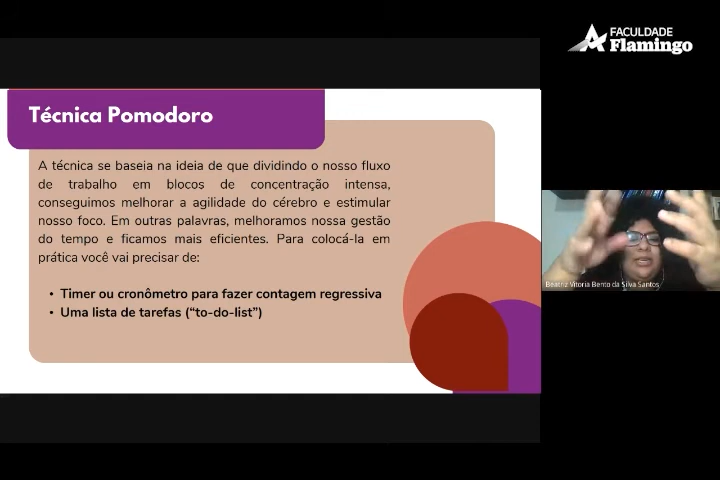 FACULDADE
Flamingo
Técnica Pomodoro
A técnica se baseia na ideia de que dividindo o nosso fluxo
de trabalho em blocos de concentração intensa,
conseguimos melhorar a agilidade do cérebro e estimular
nosso foco. Em outras palavras, melhoramos nossa gestão
do tempo e ficamos mais eficientes. Para colocá-la em
prática você vai precisar de:
• Timer ou cronômetro para fazer contagem regressiva
• Uma lista de tarefas (“to-do-list”)
Beatriz Vitoria Bento da Silva Santos